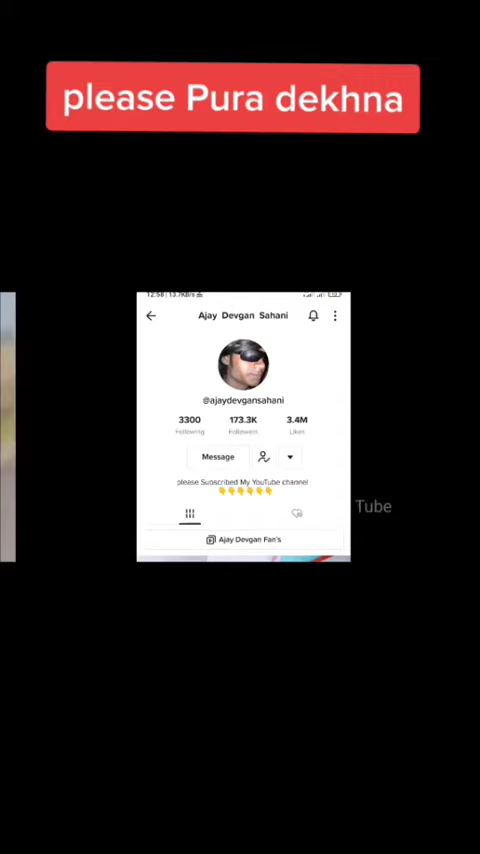 please Pura dekhna
Ajay Devgan Sahani
@ajaydevgansahani
3300 173.3K 3.4M
Following Followers Likes
Message
please Suoscribed My YouTube channel
👇👇👇👇👇👇
Tube
Ajay Devgan Fan's